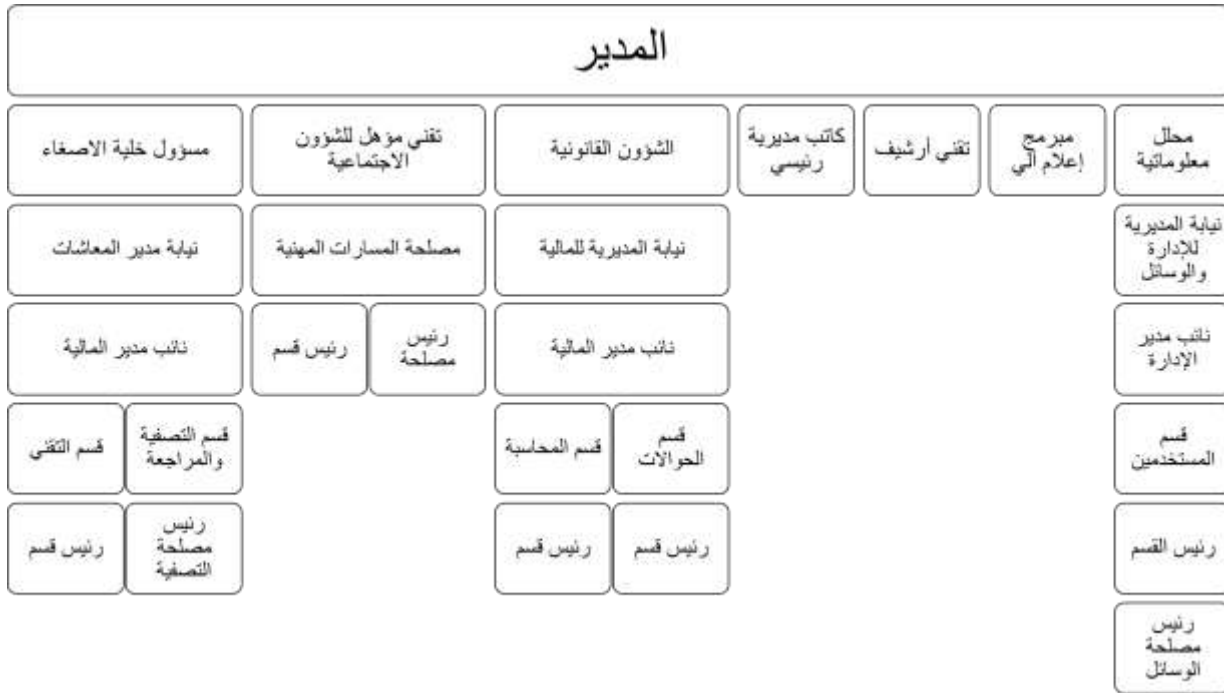 المدير
محلل
معلوماتية
مبرمج
إعلام آلي
تقني أرشيف
كاتب مديرية
رئيسي
الشؤون القانونية
تقني مؤهل للشؤون
الاجتماعية
مسؤول خلية الاصغاء
نيابة المديرية
للإدارة
والوسائل
نيابة المديرية للمالية
مصلحة المسارات المهنية
نيابة مدير المعاشات
نائب مدير
الإدارة
نائب مدير المالية
رئيس
مصلحة
رئيس قسم
نائب مدير المالية
قسم
المستخدمين
قسم
الحوالات
قسم المحاسبة
قسم التصفية
والمراجعة
قسم التقني
رئيس القسم
رئيس قسم
رئيس قسم
رئيس
مصلحة
التصفية
رئيس قسم
رئيس
مصلحة
الوسائل